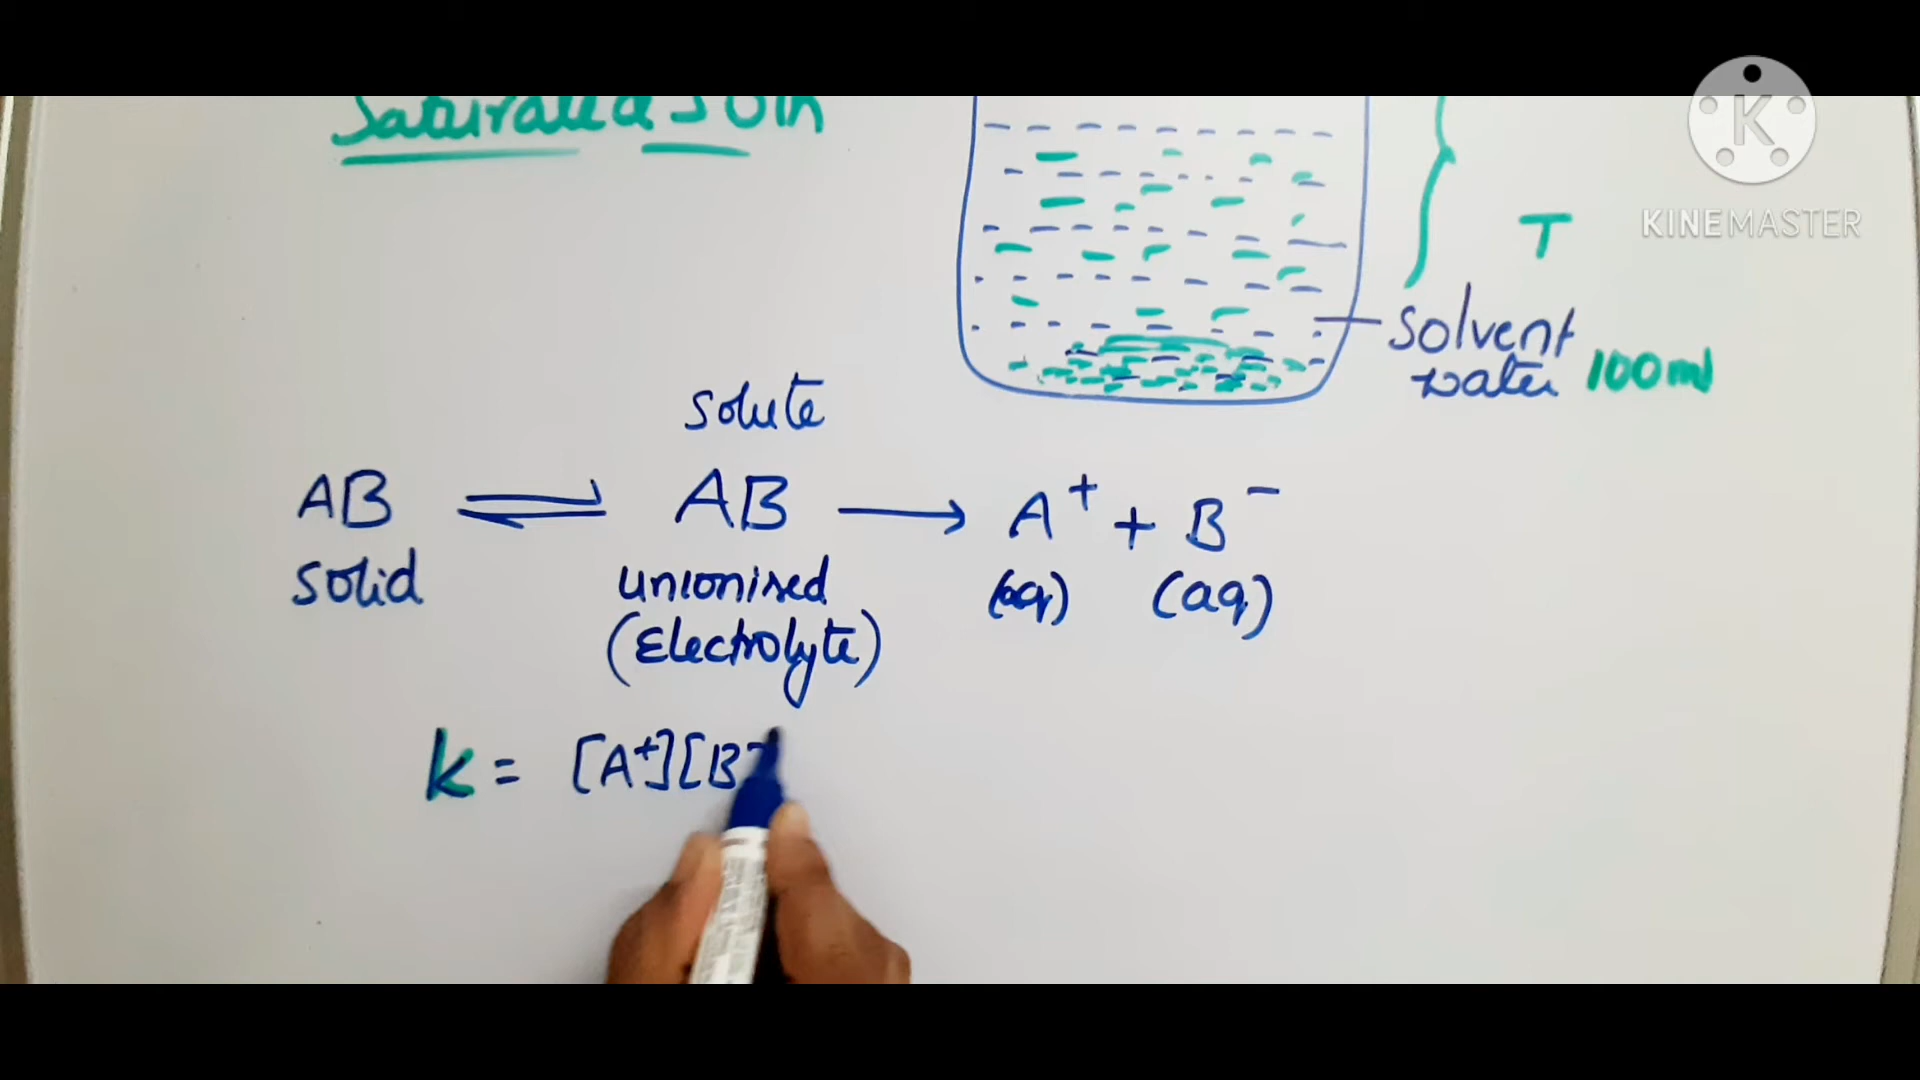 Saturated Soln
K
KINEMASTER
T
Solvent
water 100ml
Solute
AB ⇌ AB ⟶ A⁺ + B⁻
Solid unionised (aq) (aq)
(Electrolyte)
k = [A⁺][B⁻